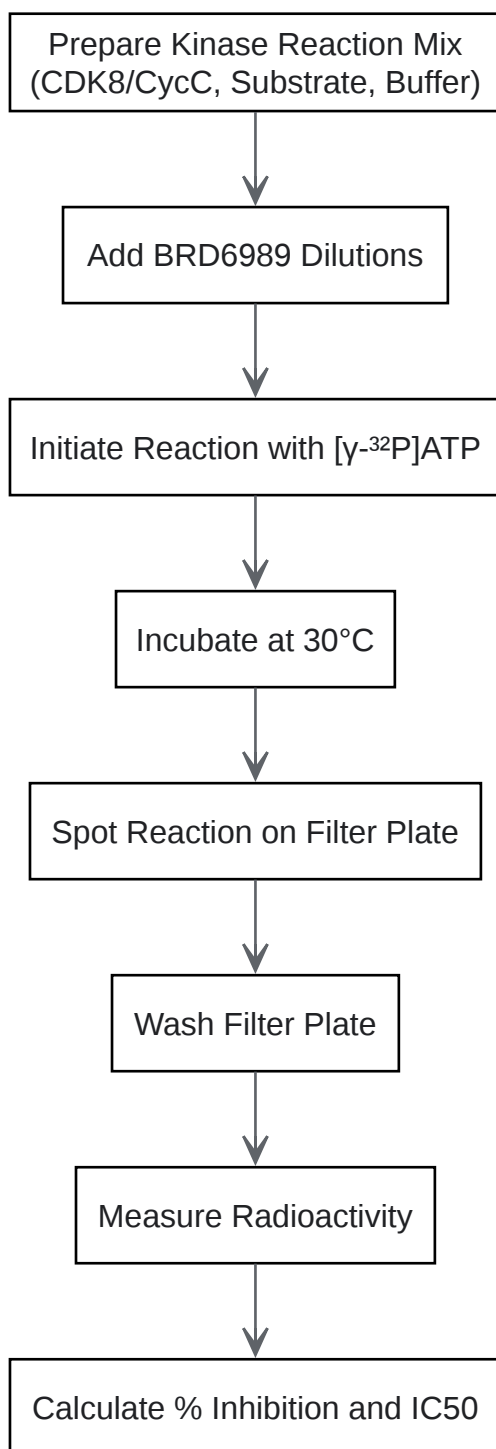 Prepare Kinase Reaction Mix
(CDK8/CycC, Substrate, Buffer)
Add BRD6989 Dilutions
Initiate Reaction with [γ-³²P]ATP
Incubate at 30°C
Spot Reaction on Filter Plate
Wash Filter Plate
Measure Radioactivity
Calculate % Inhibition and IC50